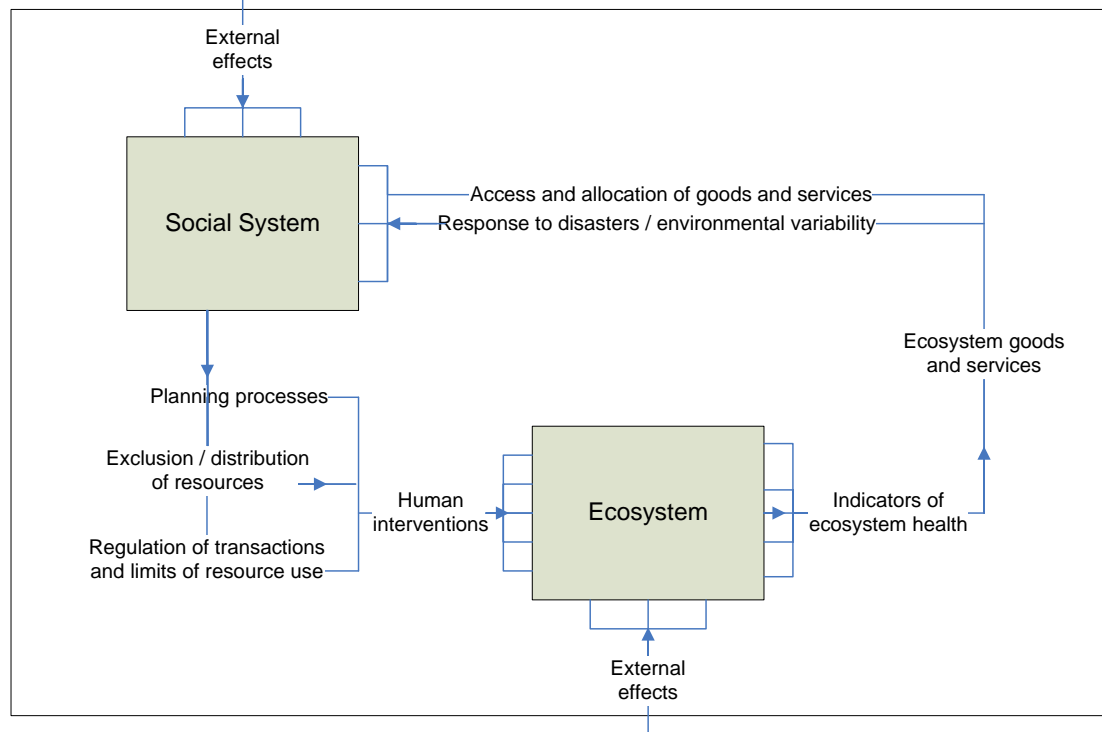 External
effects
Social System
Access and allocation of goods and services
Response to disasters / environmental variability
Ecosystem goods
and services
Planning processes
Exclusion / distribution
of resources
Regulation of transactions
and limits of resource use
Human
interventions
Ecosystem
Indicators of
ecosystem health
External
effects